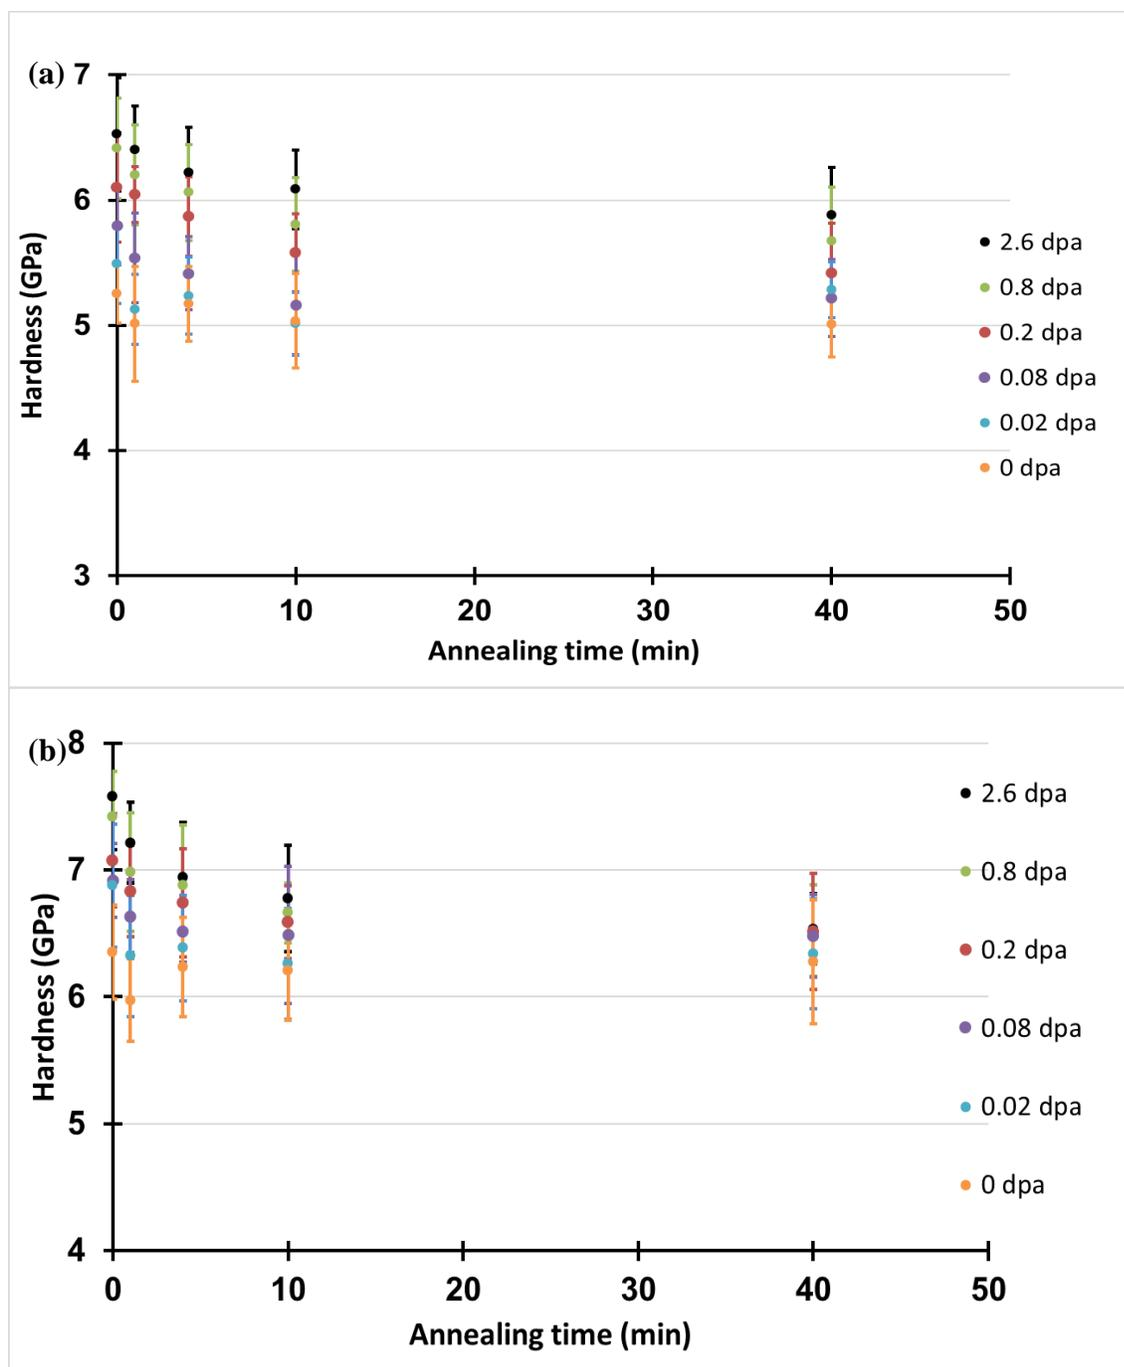 (a) 7
6
5
4
3
Hardness (GPa)
0 10 20 30 40 50
Annealing time (min)
2.6 dpa
0.8 dpa
0.2 dpa
0.08 dpa
0.02 dpa
0 dpa
(b) 8
7
6
5
4
Hardness (GPa)
0 10 20 30 40 50
Annealing time (min)
2.6 dpa
0.8 dpa
0.2 dpa
0.08 dpa
0.02 dpa
0 dpa